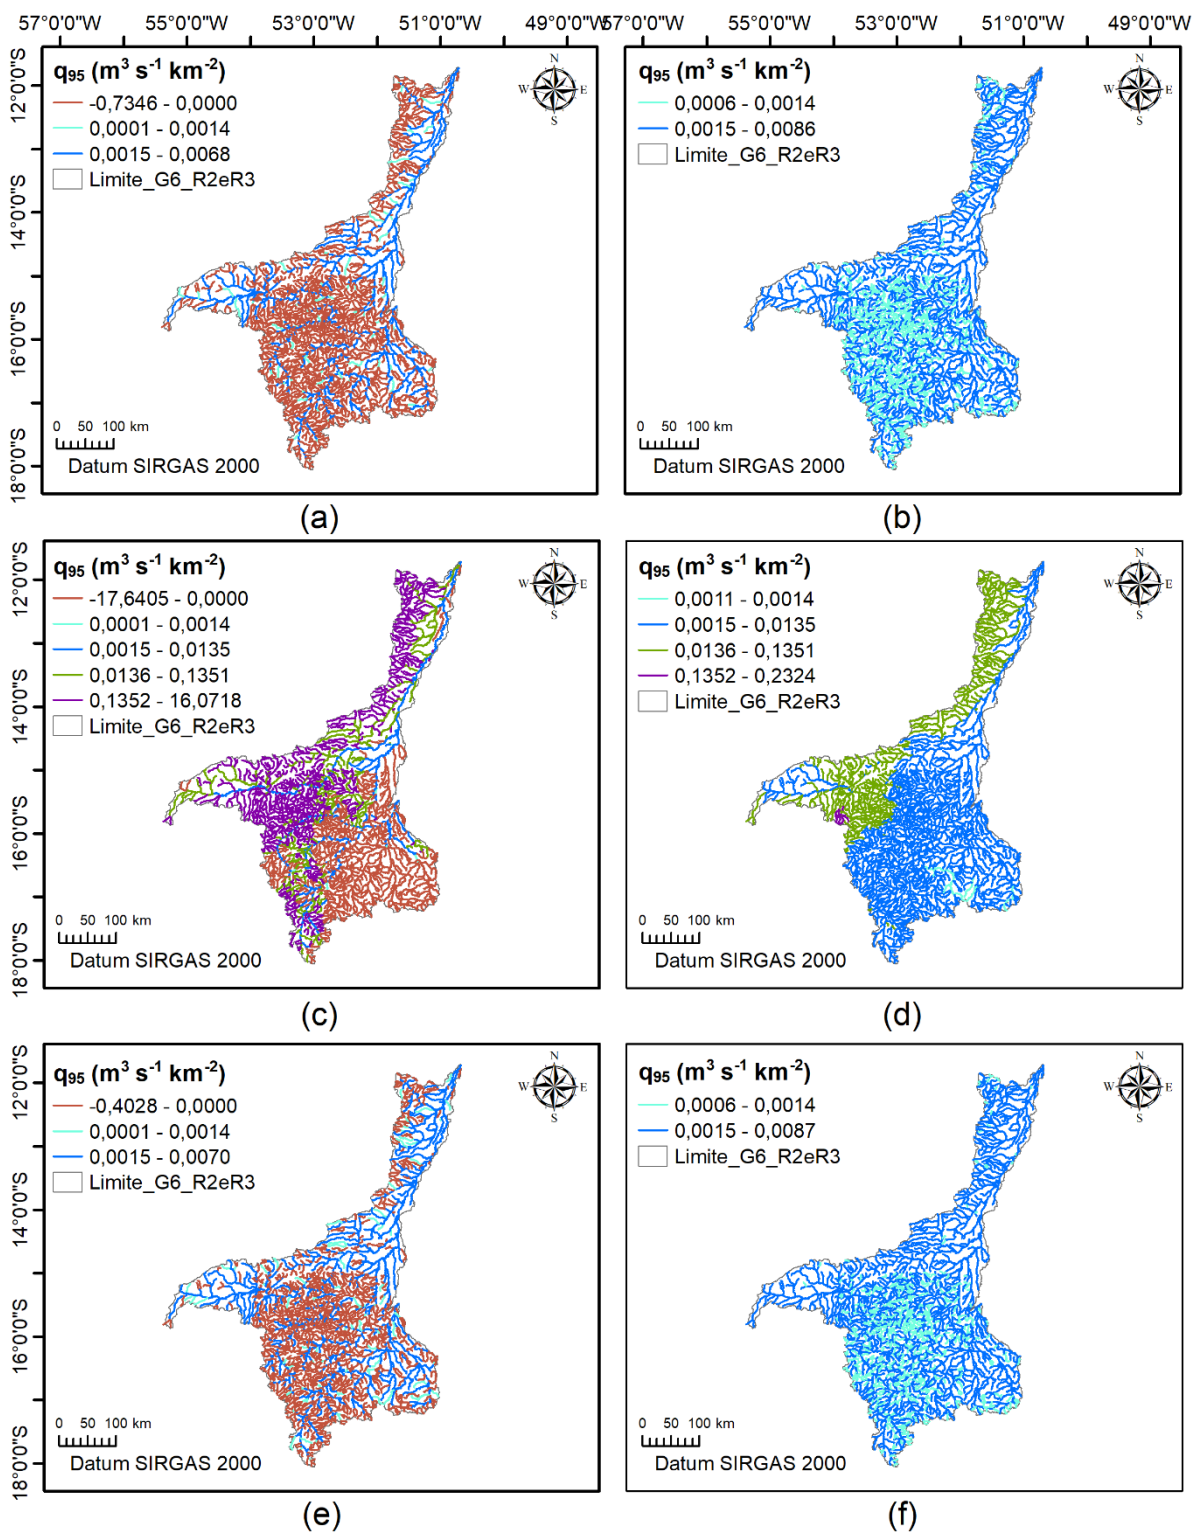 57°0'0"W 55°0'0"W 53°0'0"W 51°0'0"W 49°0'0"W 57°0'0"W 55°0'0"W 53°0'0"W 51°0'0"W 49°0'0"W
12°0'0"S
14°0'0"S
16°0'0"S
18°0'0"S
q95 (m³ s-1 km-2)
-0,7346 - 0,0000
0,0001 - 0,0014
0,0015 - 0,0068
Limite_G6_R2eR3
N
W E
S
0 50 100 km
Datum SIRGAS 2000
(a)
q95 (m³ s-1 km-2)
0,0006 - 0,0014
0,0015 - 0,0086
Limite_G6_R2eR3
N
W E
S
0 50 100 km
Datum SIRGAS 2000
(b)
12°0'0"S
14°0'0"S
16°0'0"S
18°0'0"S
q95 (m³ s-1 km-2)
-17,6405 - 0,0000
0,0001 - 0,0014
0,0015 - 0,0135
0,0136 - 0,1351
0,1352 - 16,0718
Limite_G6_R2eR3
N
W E
S
0 50 100 km
Datum SIRGAS 2000
(c)
q95 (m³ s-1 km-2)
0,0011 - 0,0014
0,0015 - 0,0135
0,0136 - 0,1351
0,1352 - 0,2324
Limite_G6_R2eR3
N
W E
S
0 50 100 km
Datum SIRGAS 2000
(d)
12°0'0"S
14°0'0"S
16°0'0"S
18°0'0"S
q95 (m³ s-1 km-2)
-0,4028 - 0,0000
0,0001 - 0,0014
0,0015 - 0,0070
Limite_G6_R2eR3
N
W E
S
0 50 100 km
Datum SIRGAS 2000
(e)
q95 (m³ s-1 km-2)
0,0006 - 0,0014
0,0015 - 0,0087
Limite_G6_R2eR3
N
W E
S
0 50 100 km
Datum SIRGAS 2000
(f)